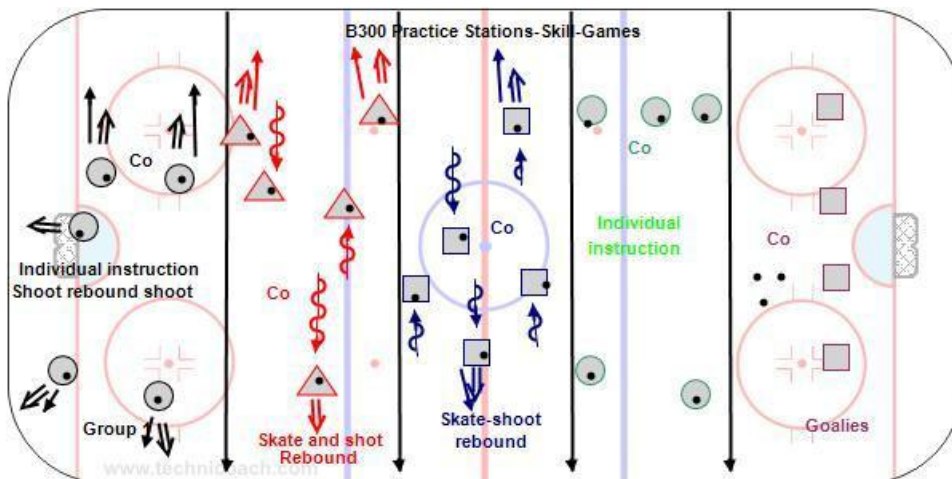 B300 Practice Stations-Skill-Games
Co
Co
Co
Co
Co
Individual instruction
Shoot rebound shoot
Individual
instruction
Group 1
Skate and shot
Rebound
Skate-shoot
rebound
Goalies
www.technicoach.com